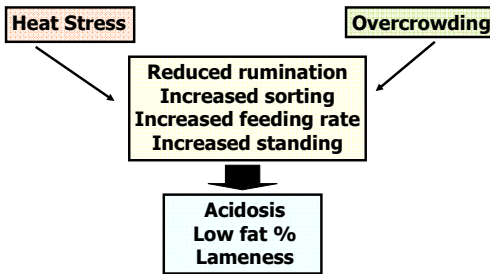 Heat Stress
Overcrowding
Reduced rumination
Increased sorting
Increased feeding rate
Increased standing
Acidosis
Low fat %
Lameness